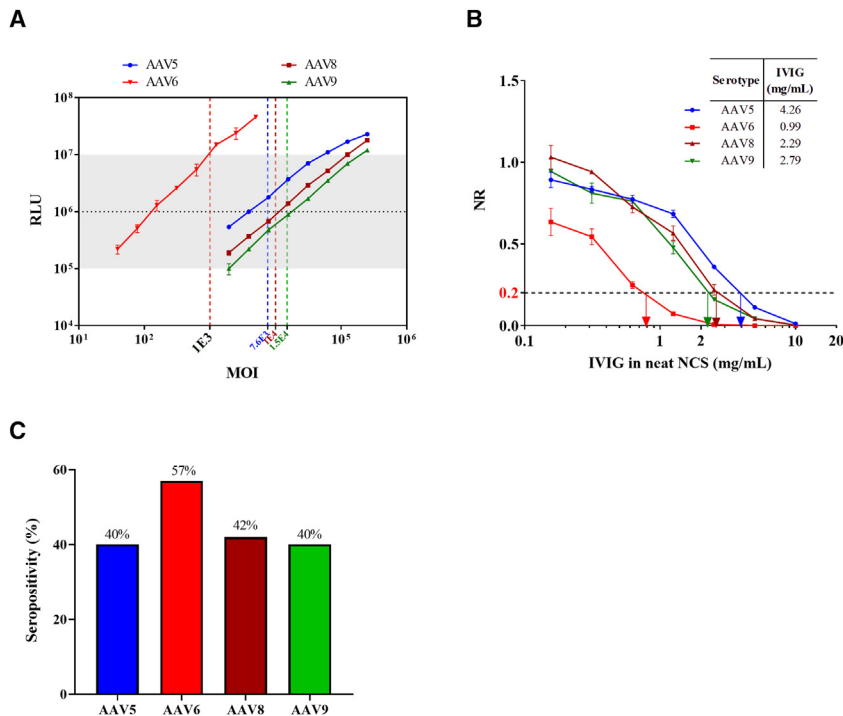 A
AAV5
AAV8
AAV6
AAV9
10⁸
10⁷
10⁶
10⁵
10⁴
RLU
10¹
10²
1E3
7.6E3
1E4
1.5E4
10⁵
10⁶
MOI
B
Serotype
IVIG
(mg/mL)
AAV5 4.26
AAV6 0.99
AAV8 2.29
AAV9 2.79
1.5
1.0
0.5
0.2
0.0
NR
0.1
1
2
4
10
20
IVIG in neat NCS (mg/mL)
C
60
40
20
0
Seropositivity (%)
40%
57%
42%
40%
AAV5
AAV6
AAV8
AAV9